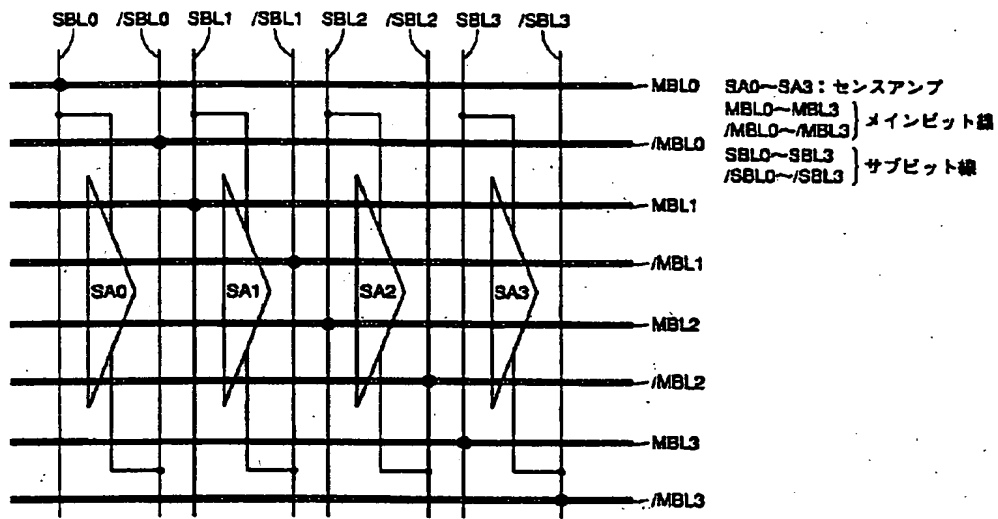 SBL0 /SBL0 SBL1 /SBL1 SBL2 /SBL2 SBL3 /SBL3
MBL0
/MBL0
MBL1
/MBL1
SA0 SA1 SA2 SA3
MBL2
/MBL2
MBL3
/MBL3
SA0~SA3：センスアンプ
MBL0~MBL3
/MBL0~/MBL3
メインビット線
SBL0~SBL3
/SBL0~/SBL3
サブビット線